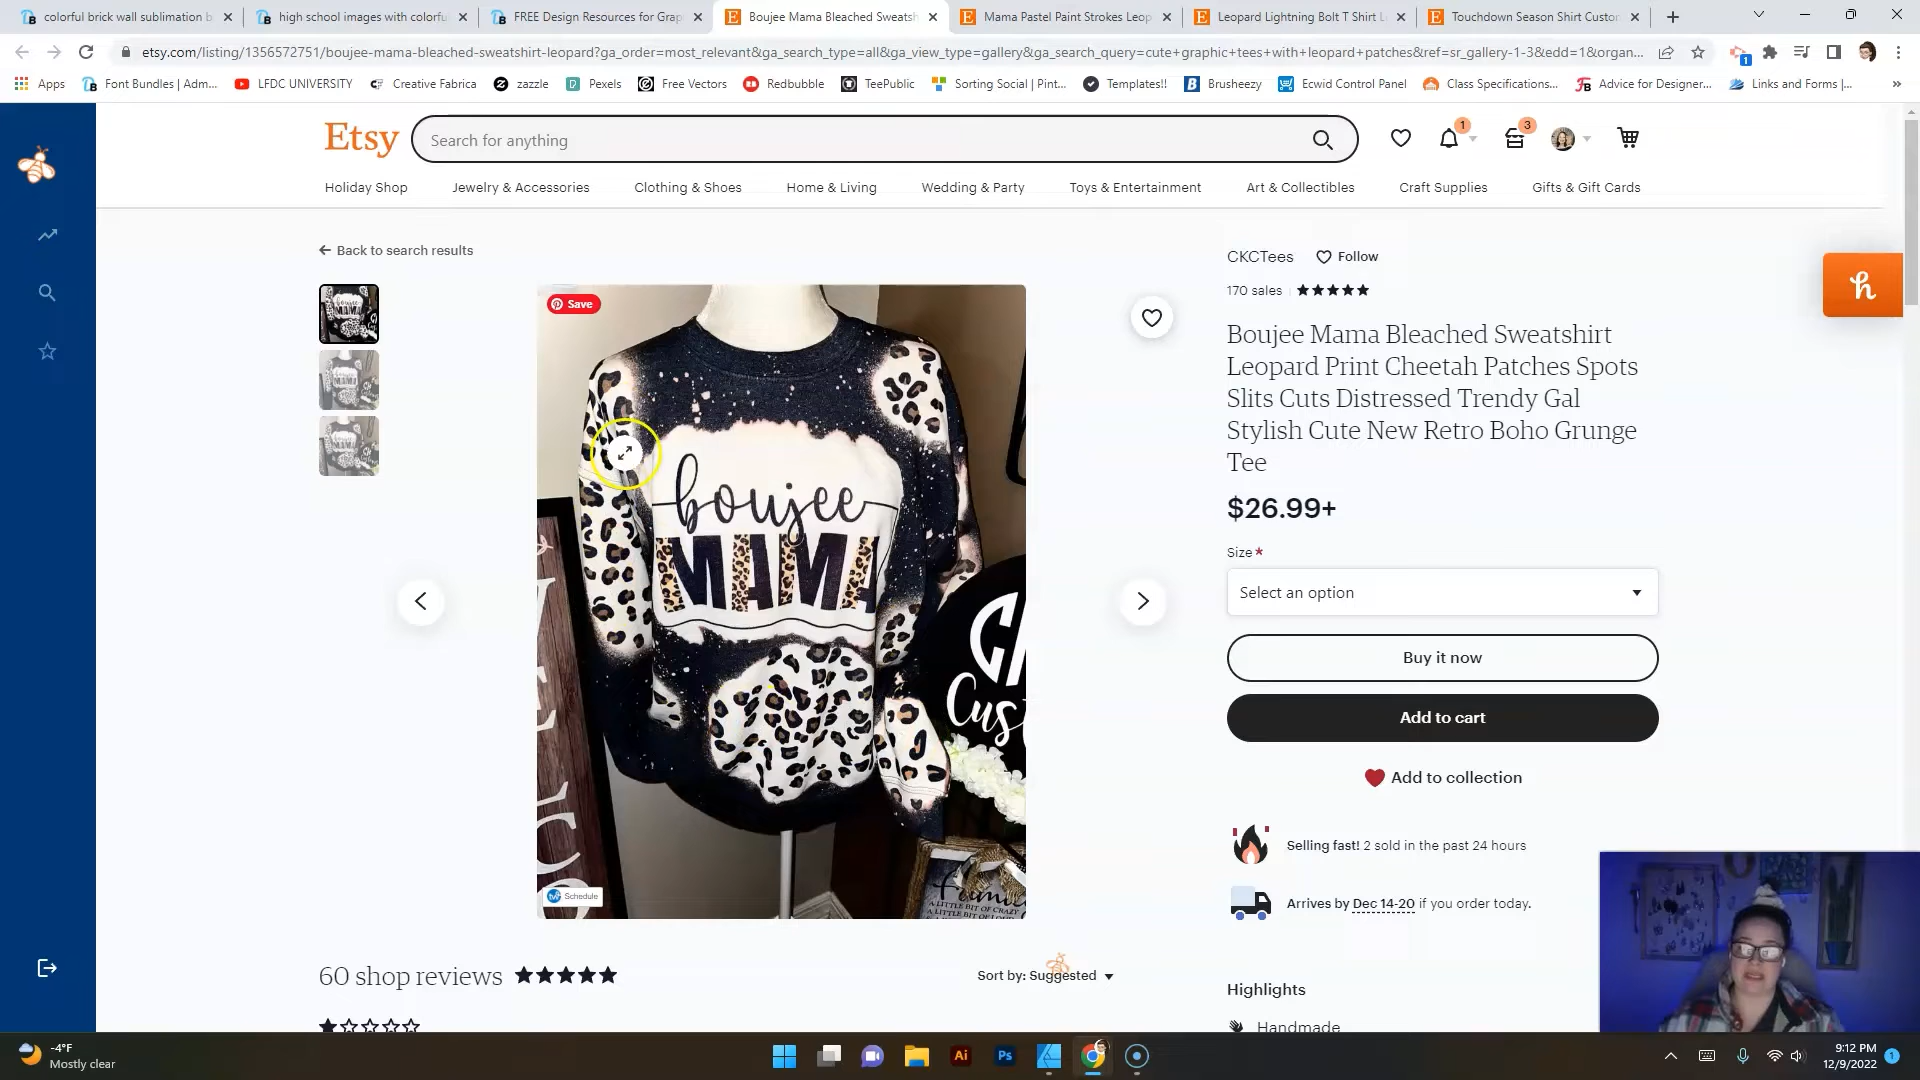 colorful brick wall sublimation b
high school images with colorfu
FREE Design Resources for Grap
Boujee Mama Bleached Sweatsh
Mama Pastel Paint Strokes Leop
Leopard Lightning Bolt T Shirt L
Touchdown Season Shirt Custon
etsy.com/listing/1356572751/boujee-mama-bleached-sweatshirt-leopard?ga_order=most_relevant&ga_search_type=all&ga_view_type=gallery&ga_search_query=cute+graphic+tees+with+leopard+patches&ref=sr_gallery-1-3&edd=1&organ...
1
Apps
Font Bundles | Adm...
LFDC UNIVERSITY
Creative Fabrica
zazzle
Pexels
Free Vectors
Redbubble
TeePublic
Sorting Social | Pint...
Templates!!
Brusheezy
Ecwid Control Panel
Class Specifications...
Advice for Designer...
Links and Forms |...
Etsy
Search for anything
1
3
Holiday Shop
Jewelry & Accessories
Clothing & Shoes
Home & Living
Wedding & Party
Toys & Entertainment
Art & Collectibles
Craft Supplies
Gifts & Gift Cards
Back to search results
Save
boujee
MAMA
Schedule
CKCTees
Follow
170 sales
Boujee Mama Bleached Sweatshirt
Leopard Print Cheetah Patches Spots
Slits Cuts Distressed Trendy Gal
Stylish Cute New Retro Boho Grunge
Tee
$26.99+
Size *
Select an option
Buy it now
Add to cart
Add to collection
Selling fast! 2 sold in the past 24 hours
Arrives by Dec 14-20 if you order today.
60 shop reviews
Sort by: Suggested
Highlights
Handmade
-4°F
Mostly clear
Ai
Ps
9:12 PM
12/9/2022
1